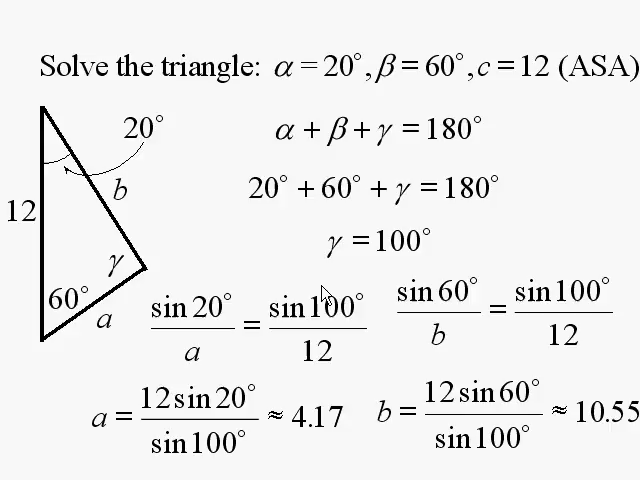 Solve the triangle: α = 20°, β = 60°, c = 12 (ASA)
20°
α + β + γ = 180°
b
20° + 60° + γ = 180°
12
γ
γ = 100°
60°
a
sin 20° / a = sin 100° / 12
sin 60° / b = sin 100° / 12
a = 12 sin 20° / sin 100° ≈ 4.17
b = 12 sin 60° / sin 100° ≈ 10.55